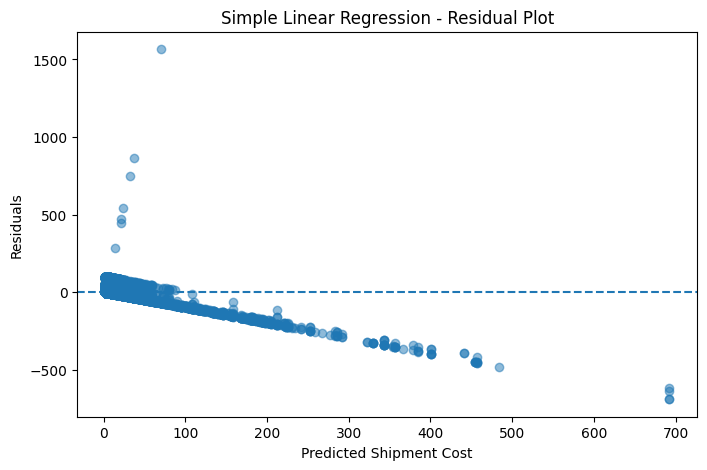 Simple Linear Regression - Residual Plot
1500
1000
500
0
−500
Residuals
0 100 200 300 400 500 600 700
Predicted Shipment Cost